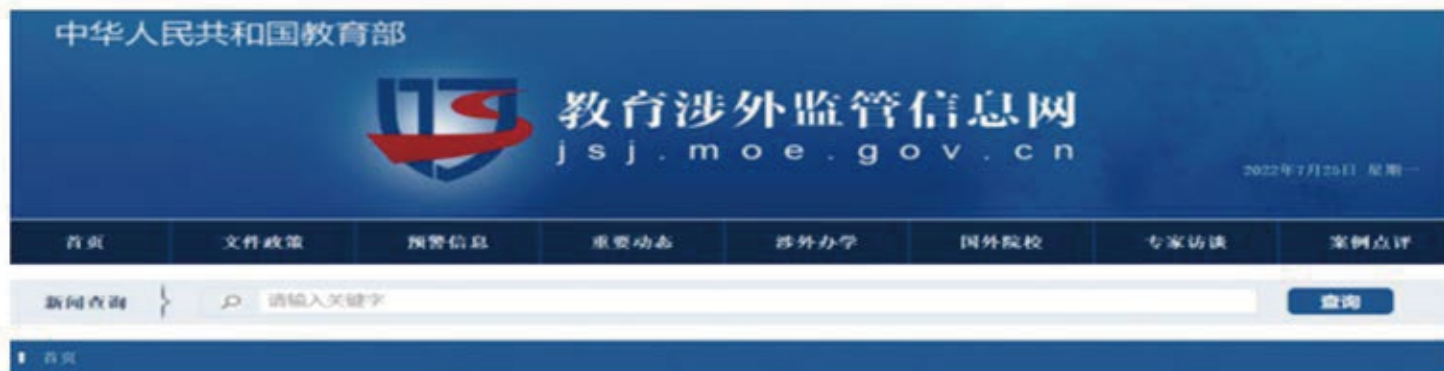 中华人民共和国教育部
教育涉外监管信息网
jsj.moe.gov.cn
2022年7月25日 星期一
首页 文件政策 预警信息 重要动态 涉外办学 国外院校 专家访谈 案例点评
新闻查询 请输入关键字 查询
首页